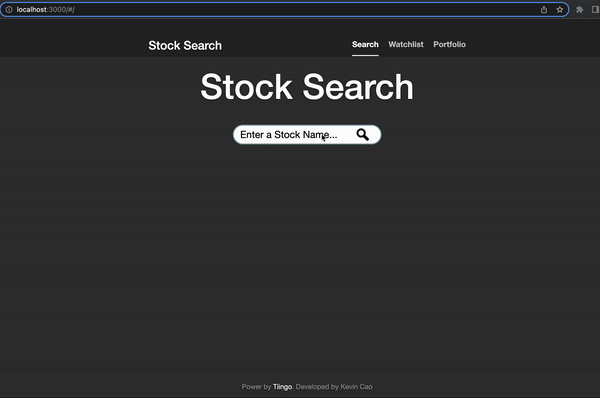 localhost:3000/#/
Stock Search
Search Watchlist Portfolio
Stock Search
Enter a Stock Name...
Power by Tiingo. Developed by Kevin Cao